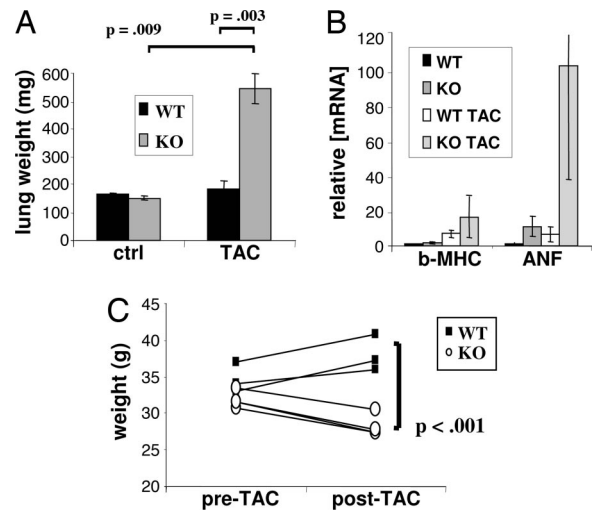 A
p = .003
p = .009
lung weight (mg)
600
500
400
300
200
100
0
WT
KO
ctrl
TAC
B
relative [mRNA]
120
100
80
60
40
20
0
WT
KO
WT TAC
KO TAC
b-MHC
ANF
C
weight (g)
45
40
35
30
25
20
WT
KO
p < .001
pre-TAC
post-TAC